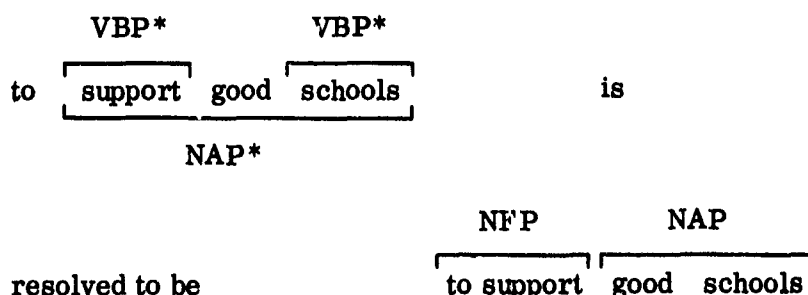 VBP* VBP*
to support good schools is
NAP*
NFP NAP
resolved to be to support good schools